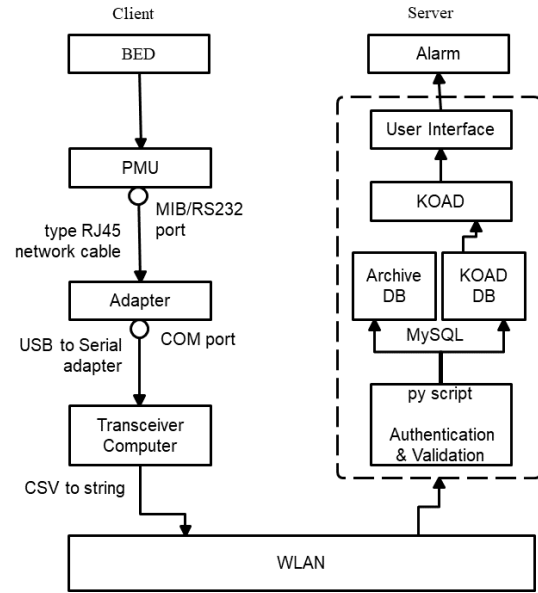 Client
BED
PMU
MIB/RS232
port
type RJ45
network cable
Adapter
COM port
USB to Serial
adapter
Transceiver
Computer
CSV to string
WLAN
Server
Alarm
User Interface
KOAD
Archive
DB
KOAD
DB
MySQL
py script
Authentication
& Validation